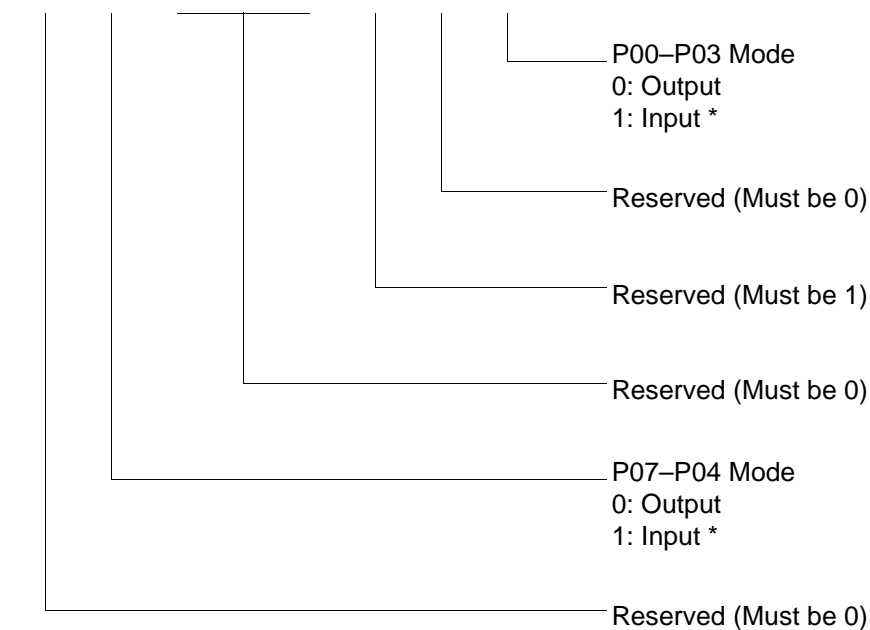 P00–P03 Mode
0: Output
1: Input *
Reserved (Must be 0)
Reserved (Must be 1)
Reserved (Must be 0)
P07–P04 Mode
0: Output
1: Input *
Reserved (Must be 0)